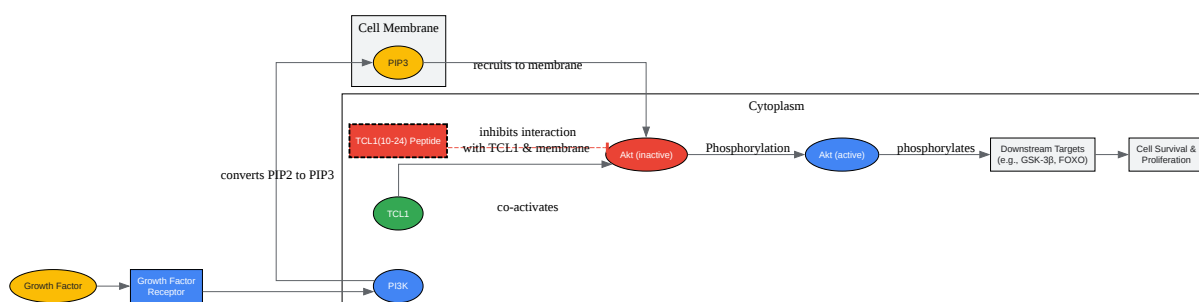 Cell Membrane
PIP3
recruits to membrane
Cytoplasm
TCL1(10-24) Peptide
inhibits interaction
with TCL1 & membrane
Akt (inactive)
Phosphorylation
Akt (active)
phosphorylates
Downstream Targets
(e.g., GSK-3β, FOXO)
Cell Survival &
Proliferation
converts PIP2 to PIP3
TCL1
co-activates
Growth Factor
Growth Factor
Receptor
PI3K